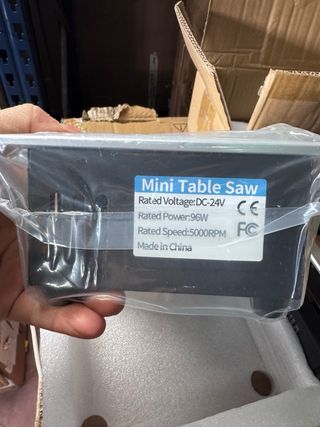 Mini Table Saw
Rated Voltage:DC-24V
Rated Power:96W
Rated Speed:5000RPM
Made in China
CE
FC